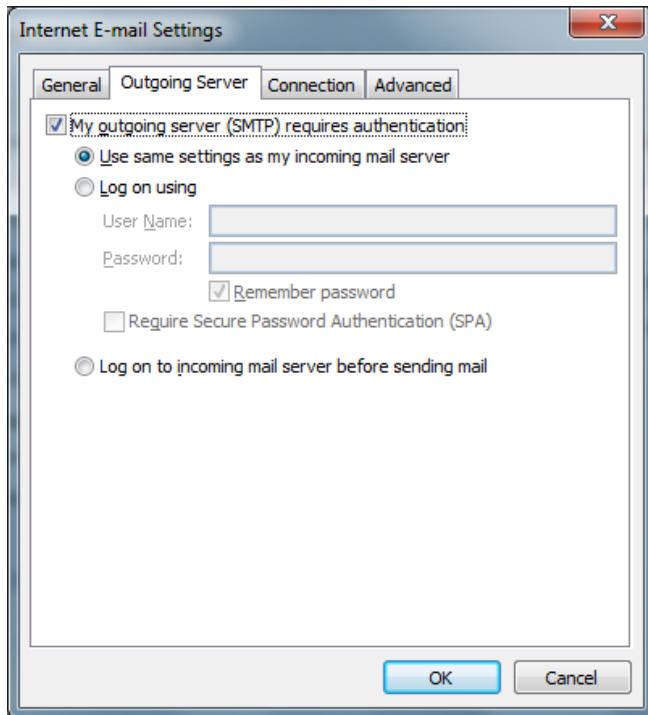 Internet E-mail Settings
General Outgoing Server Connection Advanced
My outgoing server (SMTP) requires authentication
Use same settings as my incoming mail server
Log on using
User Name:
Password:
Remember password
Require Secure Password Authentication (SPA)
Log on to incoming mail server before sending mail
OK Cancel